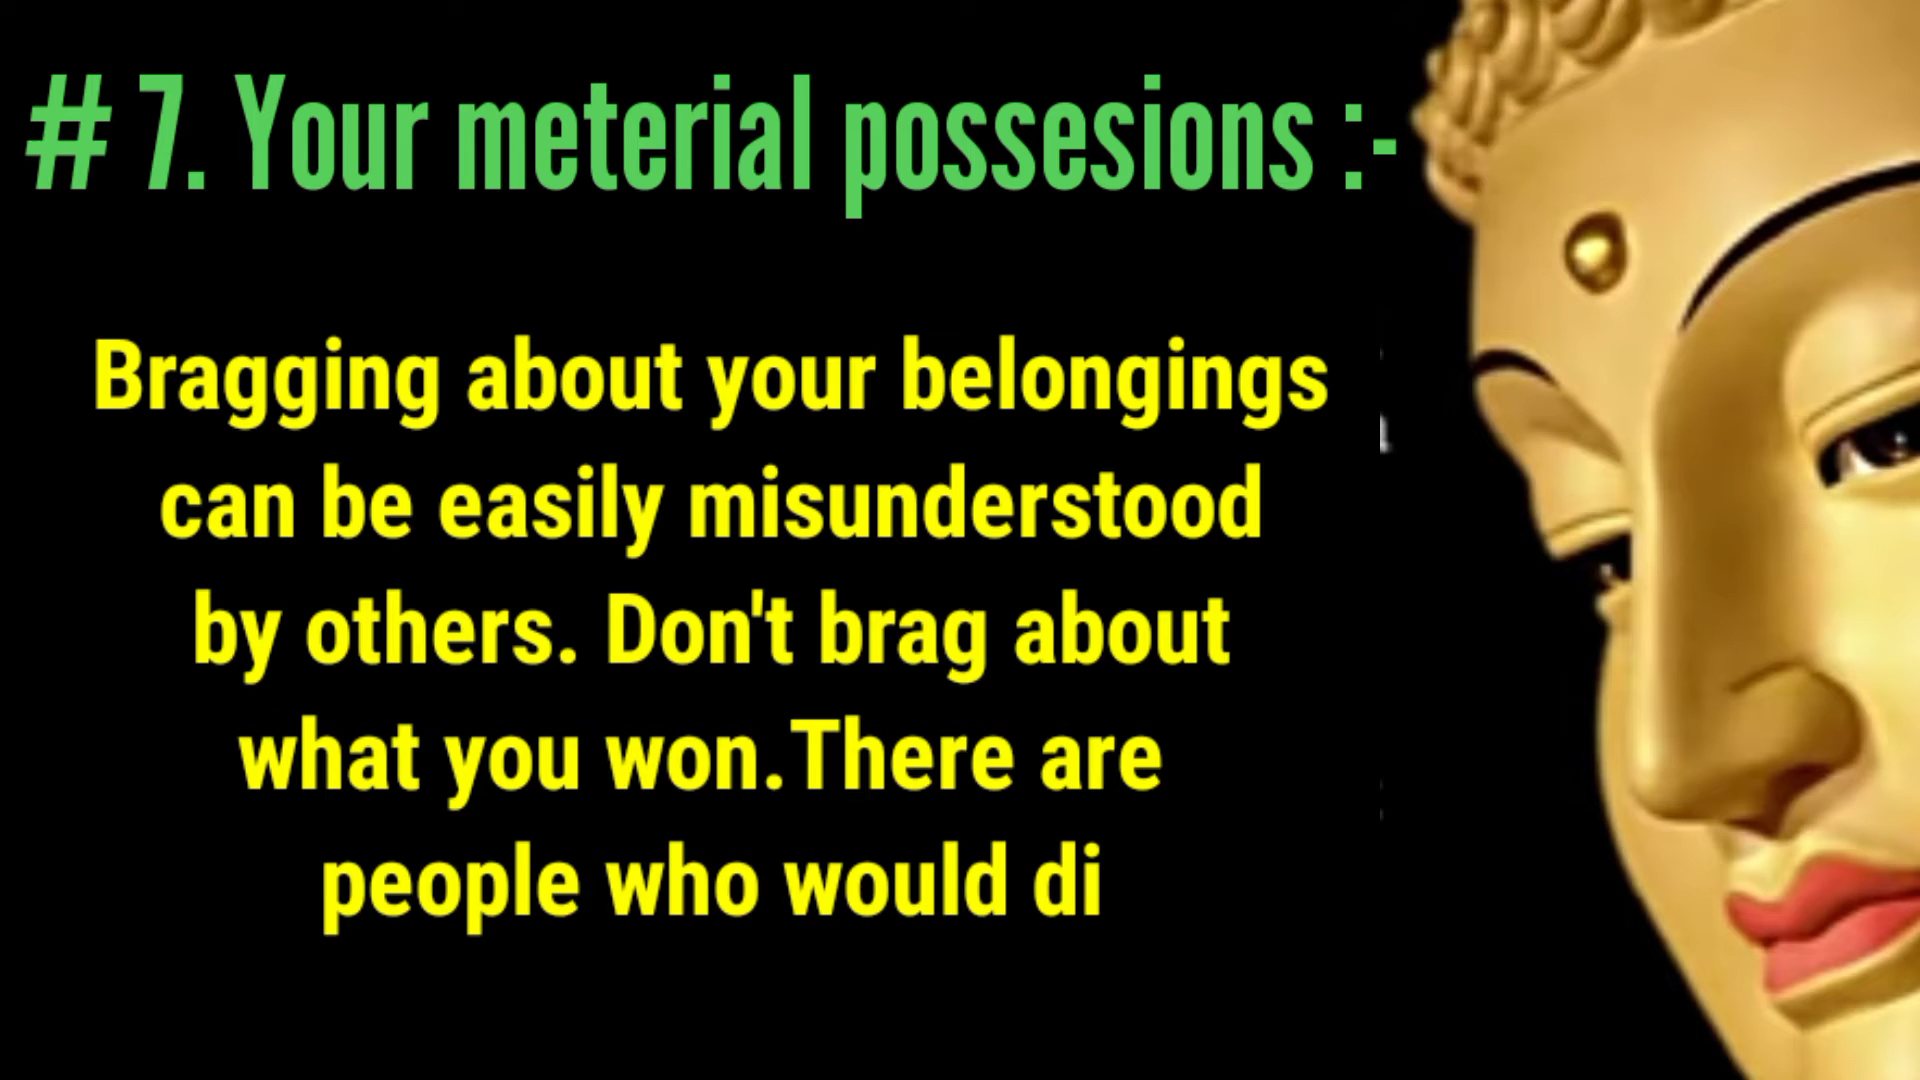 # 7. Your meterial possesions :-
Bragging about your belongings
can be easily misunderstood
by others. Don't brag about
what you won.There are
people who would di